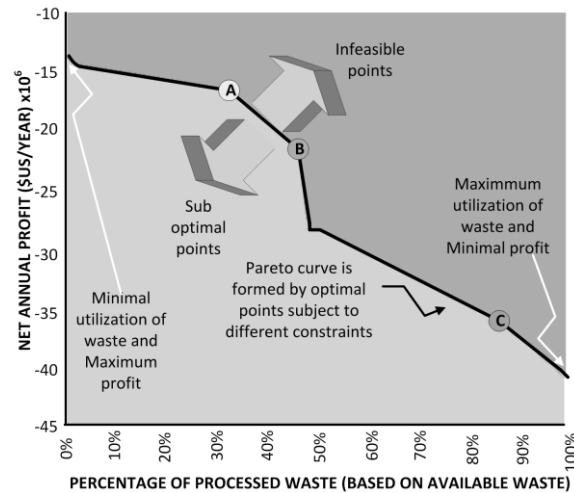 NET ANNUAL PROFIT ($US/YEAR) x10⁶
-10
-15
-20
-25
-30
-35
-40
-45
Infeasible
points
A
B
Sub
optimal
points
Maximmum
utilization of
waste and
Minimal profit
Pareto curve is
formed by optimal
points subject to
different constraints
Minimal
utilization of
waste and
Maximum
profit
C
0%
10%
20%
30%
40%
50%
60%
70%
80%
90%
100%
PERCENTAGE OF PROCESSED WASTE (BASED ON AVAILABLE WASTE)